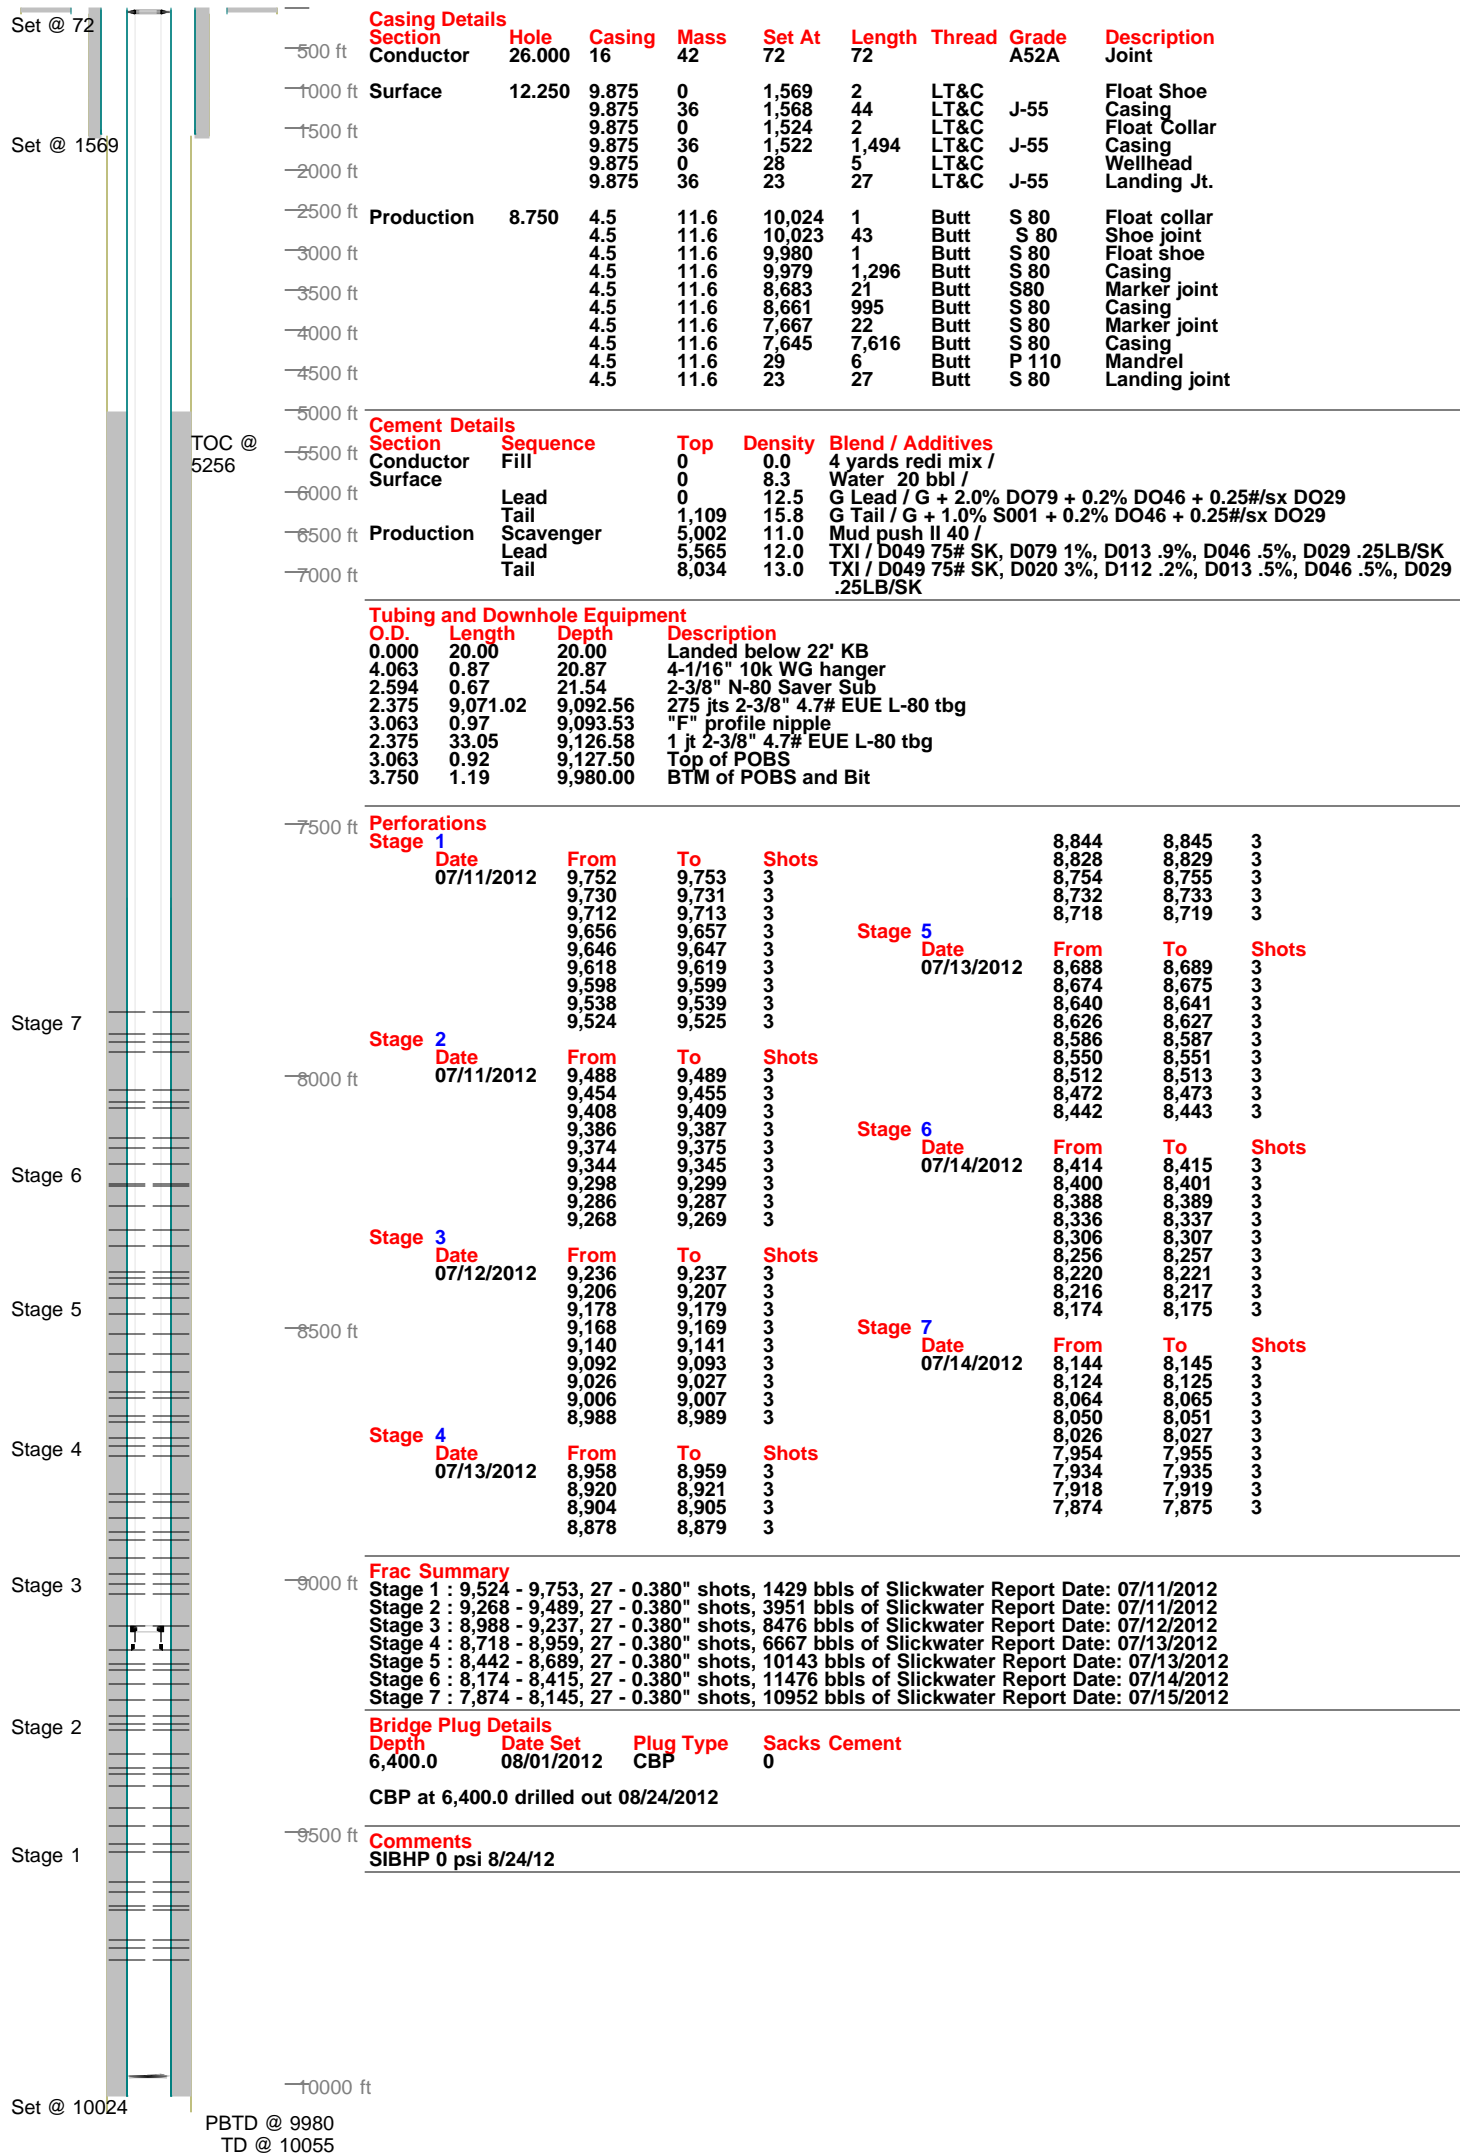 Set @ 72
Set @ 1569
TOC @
5256
Stage 7
Stage 6
Stage 5
Stage 4
Stage 3
Stage 2
Stage 1
Set @ 10024
PBTD @ 9980
TD @ 10055
500 ft
1000 ft
1500 ft
2000 ft
2500 ft
3000 ft
3500 ft
4000 ft
4500 ft
5000 ft
5500 ft
6000 ft
6500 ft
7000 ft
7500 ft
8000 ft
8500 ft
9000 ft
9500 ft
10000 ft
Casing Details
Section Hole Casing Mass Set At Length Thread Grade Description
Conductor 26.000 16 42 72 72 A52A Joint
Surface 12.250 9.875 0 1,569 2 LT&C Float Shoe
9.875 36 1,568 44 LT&C J-55 Casing
9.875 0 1,524 2 LT&C Float Collar
9.875 36 1,522 1,494 LT&C J-55 Casing
9.875 0 28 5 LT&C Wellhead
9.875 36 23 27 LT&C J-55 Landing Jt.
Production 8.750 4.5 11.6 10,024 1 Butt S 80 Float collar
4.5 11.6 10,023 43 Butt S 80 Shoe joint
4.5 11.6 9,980 1 Butt S 80 Float shoe
4.5 11.6 9,979 1,296 Butt S 80 Casing
4.5 11.6 8,683 21 Butt S80 Marker joint
4.5 11.6 8,661 995 Butt S 80 Casing
4.5 11.6 7,667 22 Butt S 80 Marker joint
4.5 11.6 7,645 7,616 Butt S 80 Casing
4.5 11.6 29 6 Butt P 110 Mandrel
4.5 11.6 23 27 Butt S 80 Landing joint
Cement Details
Section Sequence Top Density Blend / Additives
Conductor Fill 0 0.0 4 yards redi mix /
Surface 0 8.3 Water 20 bbl /
Lead 0 12.5 G Lead / G + 2.0% DO79 + 0.2% DO46 + 0.25#/sx DO29
Tail 1,109 15.8 G Tail / G + 1.0% S001 + 0.2% DO46 + 0.25#/sx DO29
Production Scavenger 5,002 11.0 Mud push II 40 /
Lead 5,565 12.0 TXI / D049 75# SK, D079 1%, D013 .9%, D046 .5%, D029 .25LB/SK
Tail 8,034 13.0 TXI / D049 75# SK, D020 3%, D112 .2%, D013 .5%, D046 .5%, D029
.25LB/SK
Tubing and Downhole Equipment
O.D. Length Depth Description
0.000 20.00 20.00 Landed below 22' KB
4.063 0.87 20.87 4-1/16" 10k WG hanger
2.594 0.67 21.54 2-3/8" N-80 Saver Sub
2.375 9,071.02 9,092.56 275 jts 2-3/8" 4.7# EUE L-80 tbg
3.063 0.97 9,093.53 "F" profile nipple
2.375 33.05 9,126.58 1 jt 2-3/8" 4.7# EUE L-80 tbg
3.063 0.92 9,127.50 Top of POBS
3.750 1.19 9,980.00 BTM of POBS and Bit
Perforations
Stage 1
Date From To Shots
07/11/2012 9,752 9,753 3
9,730 9,731 3
9,712 9,713 3
9,656 9,657 3
9,646 9,647 3
9,618 9,619 3
9,598 9,599 3
9,538 9,539 3
9,524 9,525 3
Stage 2
Date From To Shots
07/11/2012 9,488 9,489 3
9,454 9,455 3
9,408 9,409 3
9,386 9,387 3
9,374 9,375 3
9,344 9,345 3
9,298 9,299 3
9,286 9,287 3
9,268 9,269 3
Stage 3
Date From To Shots
07/12/2012 9,236 9,237 3
9,206 9,207 3
9,178 9,179 3
9,168 9,169 3
9,140 9,141 3
9,092 9,093 3
9,026 9,027 3
9,006 9,007 3
8,988 8,989 3
Stage 4
Date From To Shots
07/13/2012 8,958 8,959 3
8,920 8,921 3
8,904 8,905 3
8,878 8,879 3
8,844 8,845 3
8,828 8,829 3
8,754 8,755 3
8,732 8,733 3
8,718 8,719 3
Stage 5
Date From To Shots
07/13/2012 8,688 8,689 3
8,674 8,675 3
8,640 8,641 3
8,626 8,627 3
8,586 8,587 3
8,550 8,551 3
8,512 8,513 3
8,472 8,473 3
8,442 8,443 3
Stage 6
Date From To Shots
07/14/2012 8,414 8,415 3
8,400 8,401 3
8,388 8,389 3
8,336 8,337 3
8,306 8,307 3
8,256 8,257 3
8,220 8,221 3
8,216 8,217 3
8,174 8,175 3
Stage 7
Date From To Shots
07/14/2012 8,144 8,145 3
8,124 8,125 3
8,064 8,065 3
8,050 8,051 3
8,026 8,027 3
7,954 7,955 3
7,934 7,935 3
7,918 7,919 3
7,874 7,875 3
Frac Summary
Stage 1 : 9,524 - 9,753, 27 - 0.380" shots, 1429 bbls of Slickwater Report Date: 07/11/2012
Stage 2 : 9,268 - 9,489, 27 - 0.380" shots, 3951 bbls of Slickwater Report Date: 07/11/2012
Stage 3 : 8,988 - 9,237, 27 - 0.380" shots, 8476 bbls of Slickwater Report Date: 07/12/2012
Stage 4 : 8,718 - 8,959, 27 - 0.380" shots, 6667 bbls of Slickwater Report Date: 07/13/2012
Stage 5 : 8,442 - 8,689, 27 - 0.380" shots, 10143 bbls of Slickwater Report Date: 07/13/2012
Stage 6 : 8,174 - 8,415, 27 - 0.380" shots, 11476 bbls of Slickwater Report Date: 07/14/2012
Stage 7 : 7,874 - 8,145, 27 - 0.380" shots, 10952 bbls of Slickwater Report Date: 07/15/2012
Bridge Plug Details
Depth Date Set Plug Type Sacks Cement
6,400.0 08/01/2012 CBP 0
CBP at 6,400.0 drilled out 08/24/2012
Comments
SIBHP 0 psi 8/24/12